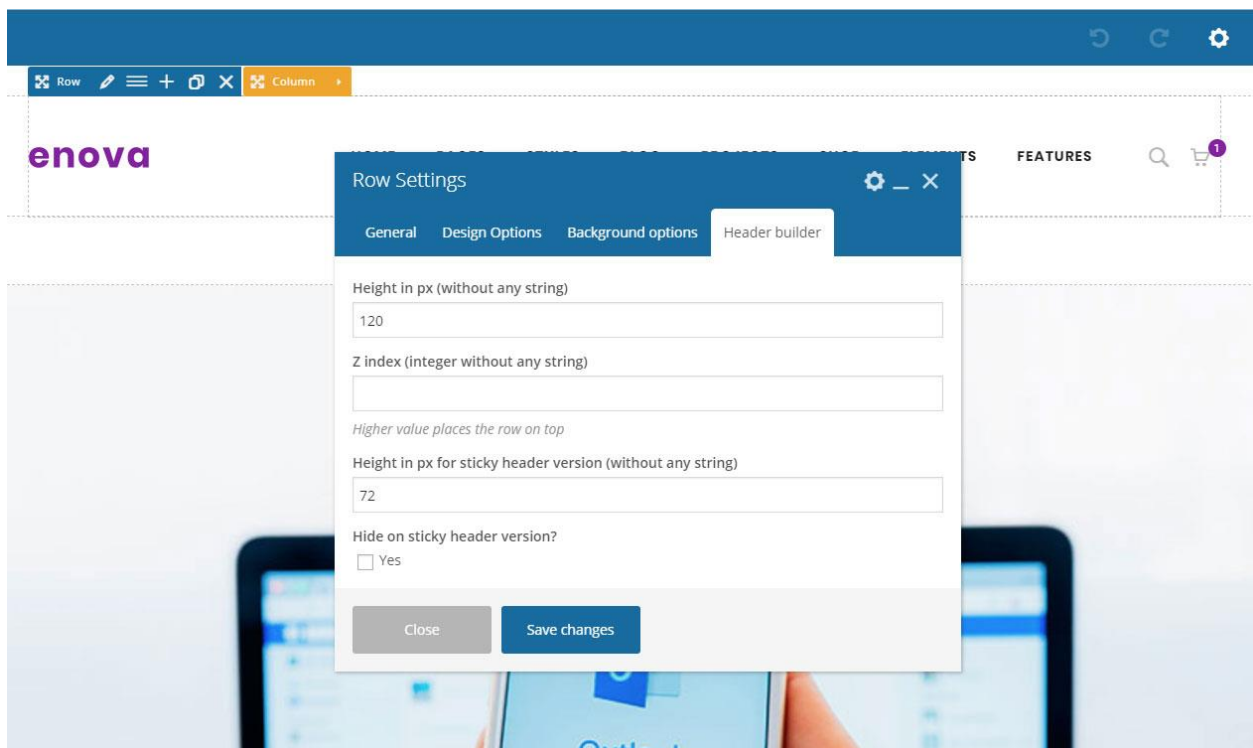 Row
Column
enova
FEATURES
1
Row Settings
General Design Options Background options Header builder
Height in px (without any string)
120
Z index (integer without any string)
Higher value places the row on top
Height in px for sticky header version (without any string)
72
Hide on sticky header version?
Yes
Close Save changes